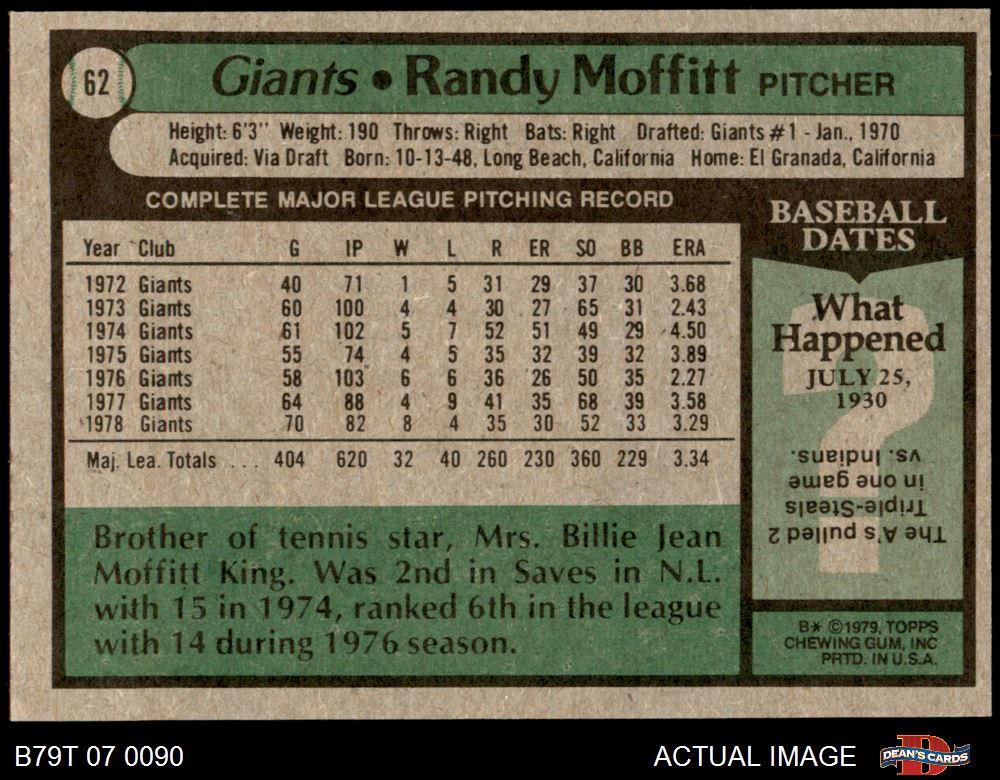 62
Giants • Randy Moffitt PITCHER
Height: 6'3" Weight: 190 Throws: Right Bats: Right Drafted: Giants #1 - Jan., 1970
Acquired: Via Draft Born: 10-13-48, Long Beach, California Home: El Granada, California
COMPLETE MAJOR LEAGUE PITCHING RECORD
Year Club G IP W L R ER SO BB ERA
1972 Giants 40 71 1 5 31 29 37 30 3.68
1973 Giants 60 100 4 4 30 27 65 31 2.43
1974 Giants 61 102 5 7 52 51 49 29 4.50
1975 Giants 55 74 4 5 35 32 39 32 3.89
1976 Giants 58 103 6 6 36 26 50 35 2.27
1977 Giants 64 88 4 9 41 35 68 39 3.58
1978 Giants 70 82 8 4 35 30 52 33 3.29
Maj. Lea. Totals ... 404 620 32 40 260 230 360 229 3.34
Brother of tennis star, Mrs. Billie Jean
Moffitt King. Was 2nd in Saves in N.L.
with 15 in 1974, ranked 6th in the league
with 14 during 1976 season.
BASEBALL
DATES
What
Happened
JULY 25,
1930
?
The A's pulled 2
Triple-Steals
in one game
vs. Indians.
B* ©1979, TOPPS
CHEWING GUM, INC
PRTD. IN U.S.A.
B79T 07 0090
ACTUAL IMAGE
D
DEAN'S CARDS